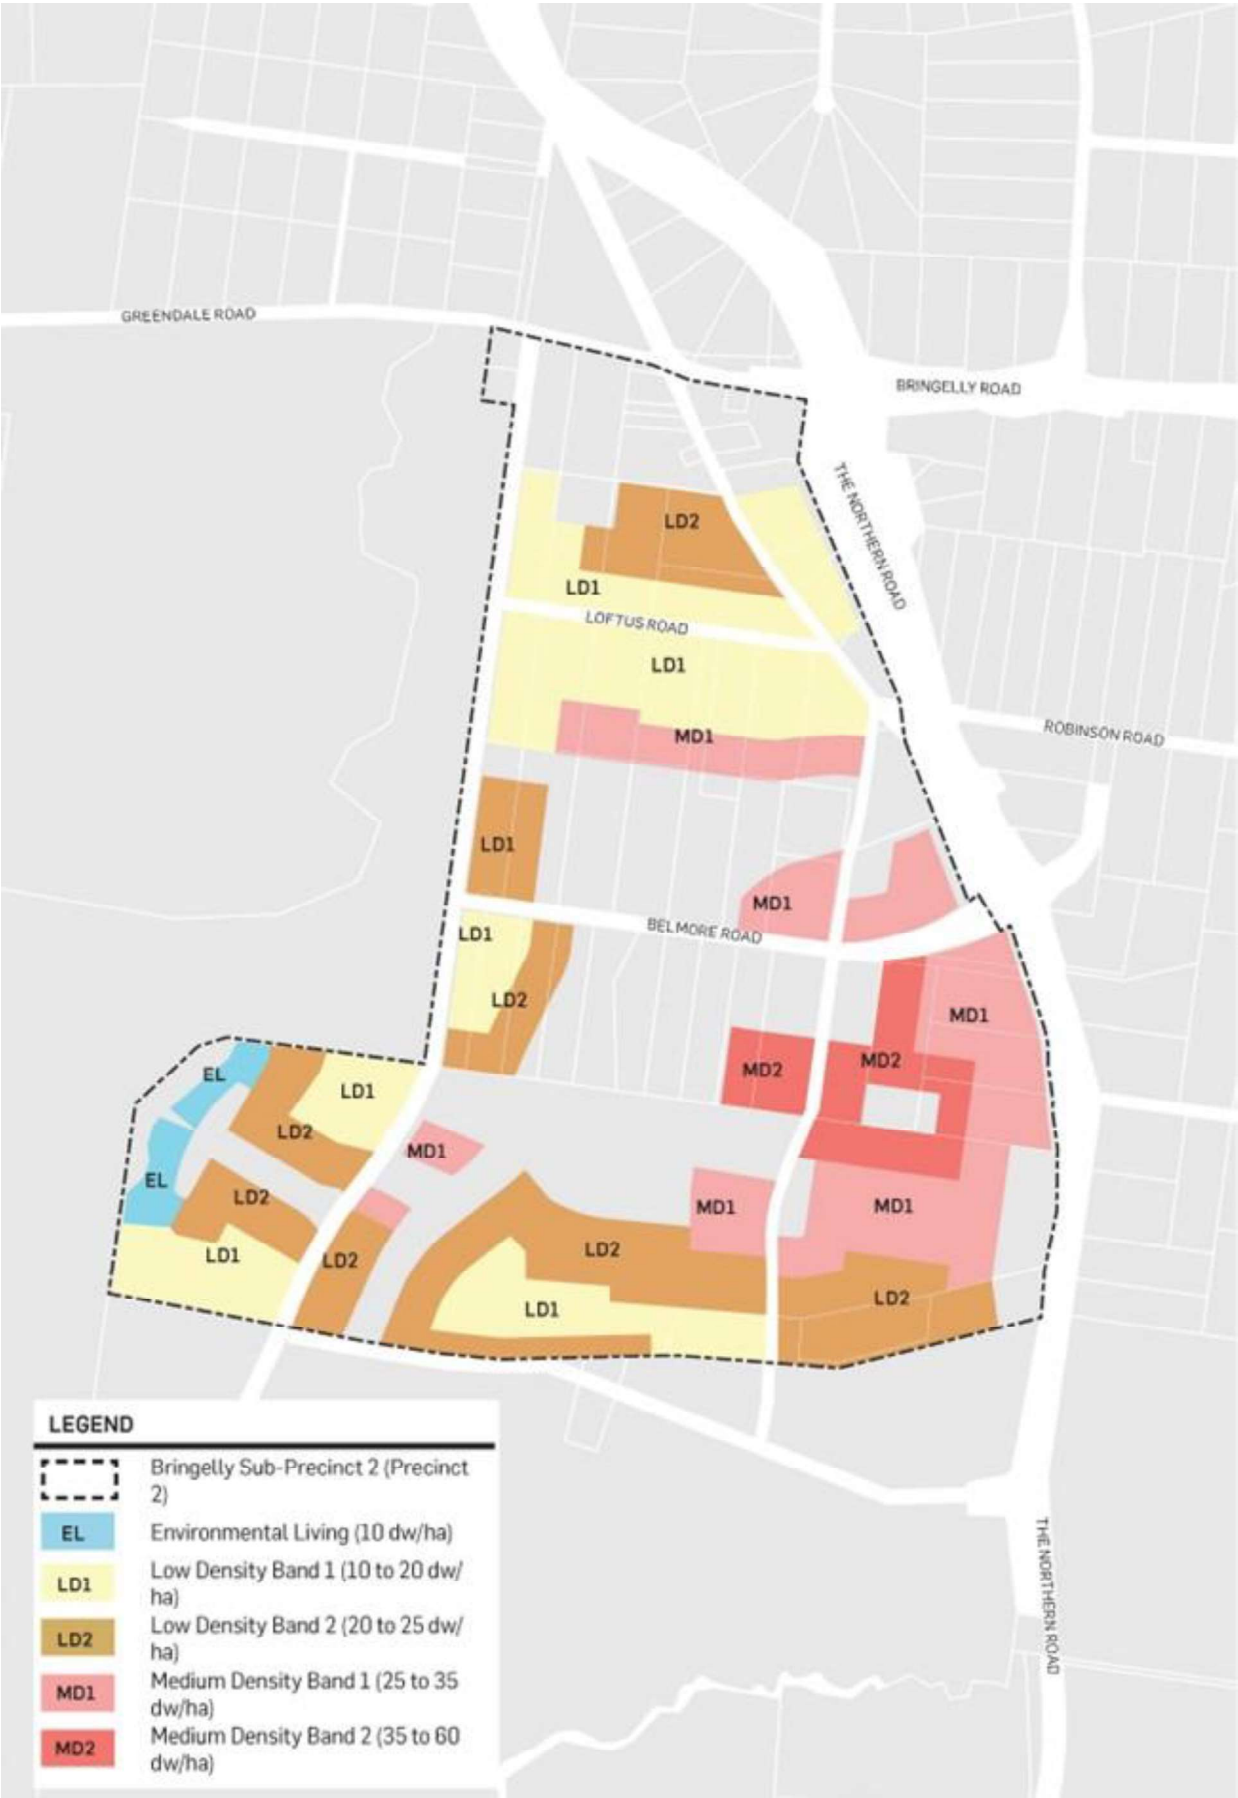 GREENDALE ROAD
BRINGELLY ROAD
THE NORTHERN ROAD
LD2
LD1
LOFTUS ROAD
LD1
ROBINSON ROAD
MD1
LD1
MD1
LD1
BELMORE ROAD
LD2
MD1
MD2
MD2
EL
LD1
LD2
MD1
EL
LD2
MD1
MD1
LD1
LD2
LD2
LD2
LD1
LEGEND
Bringelly Sub-Precinct 2 (Precinct
2)
EL Environmental Living (10 dw/ha)
LD1 Low Density Band 1 (10 to 20 dw/
ha)
LD2 Low Density Band 2 (20 to 25 dw/
ha)
MD1 Medium Density Band 1 (25 to 35
dw/ha)
MD2 Medium Density Band 2 (35 to 60
dw/ha)
THE NORTHERN ROAD